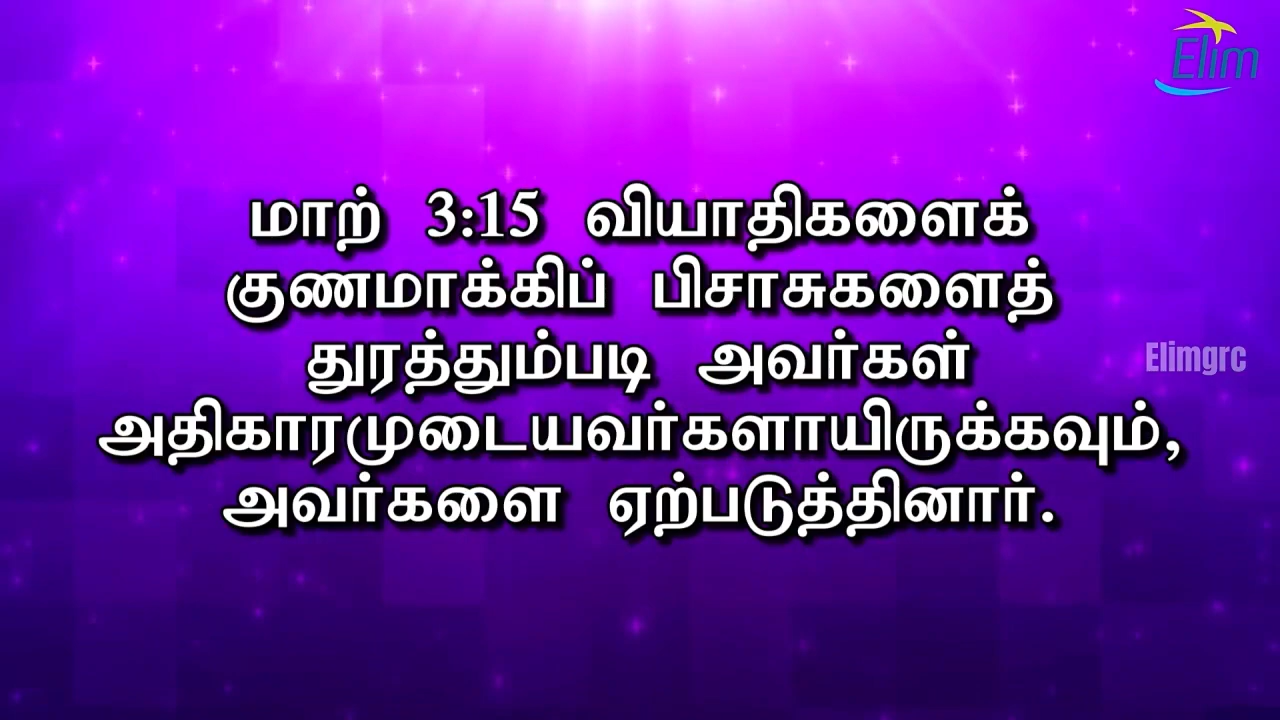 Elim
மாற் 3:15 வியாதிகளைக்
குணமாக்கிப் பிசாசுகளைத்
துரத்தும்படி அவர்கள்
Elimgrc
அதிகாரமுடையவர்களாயிருக்கவும்,
அவர்களை ஏற்படுத்தினார்.